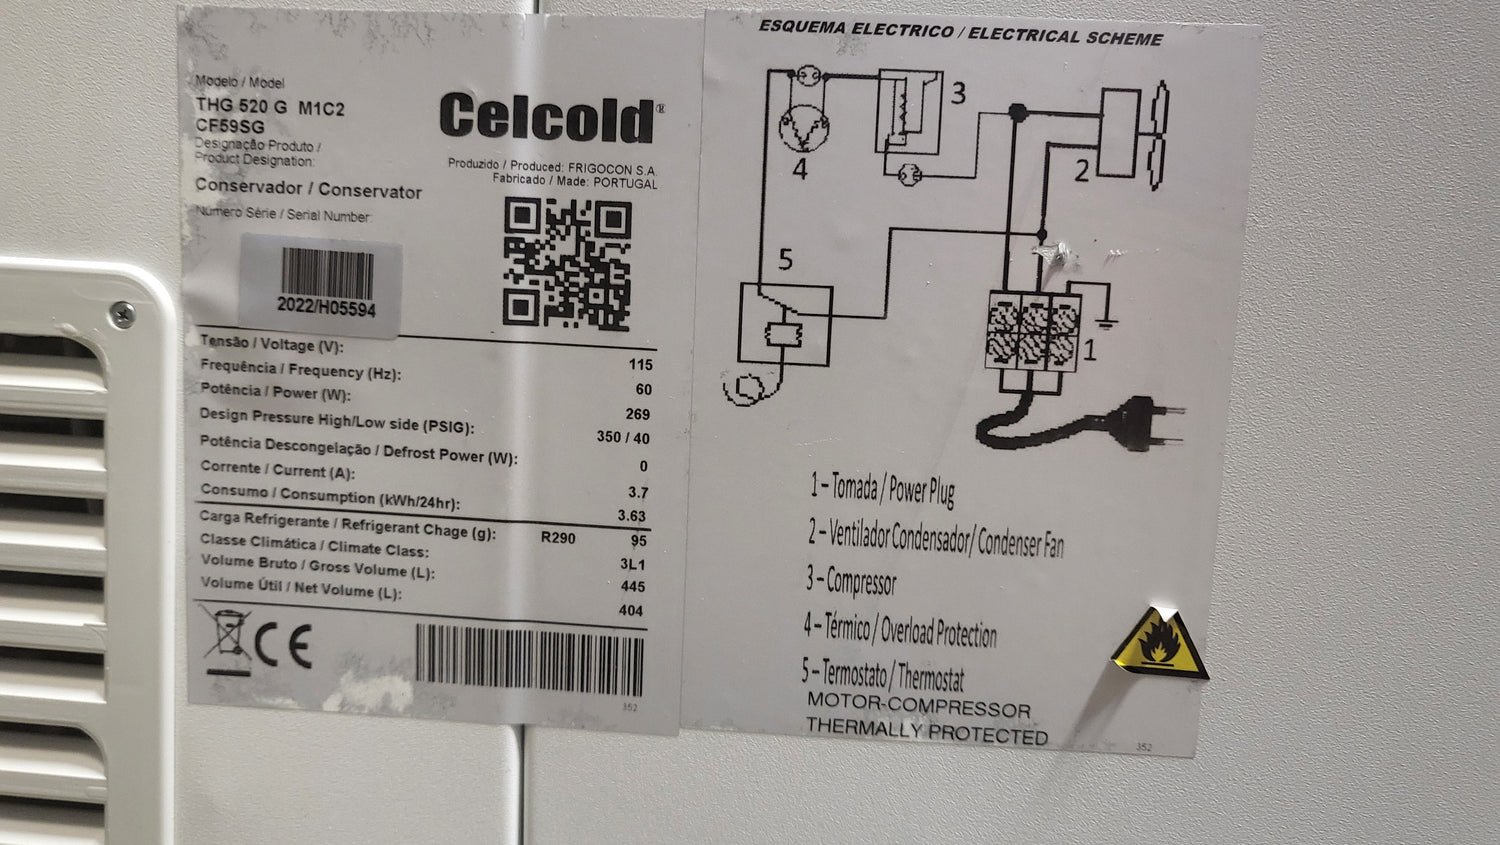 Modelo / Model
THG 520 G M1C2
CF59SG
Designação Produto /
Product Designation:
Conservador / Conservator
Número Série / Serial Number:
2022/H05594
Celcold®
Produzido / Produced: FRIGOCON S.A.
Fabricado / Made: PORTUGAL
Tensão / Voltage (V): 115
Frequência / Frequency (Hz): 60
Potência / Power (W): 269
Design Pressure High/Low side (PSIG): 350 / 40
Potência Descongelação / Defrost Power (W): 0
Corrente / Current (A): 3.7
Consumo / Consumption (kWh/24hr): 3.63
Carga Refrigerante / Refrigerant Chage (g): R290 95
Classe Climática / Climate Class: 3L1
Volume Bruto / Gross Volume (L): 445
Volume Útil / Net Volume (L): 404
CE
352
ESQUEMA ELECTRICO / ELECTRICAL SCHEME
3
4
2
5
1
1 – Tomada / Power Plug
2 – Ventilador Condensador/ Condenser Fan
3 – Compressor
4 – Térmico / Overload Protection
5 – Termostato / Thermostat
MOTOR-COMPRESSOR
THERMALLY PROTECTED
352